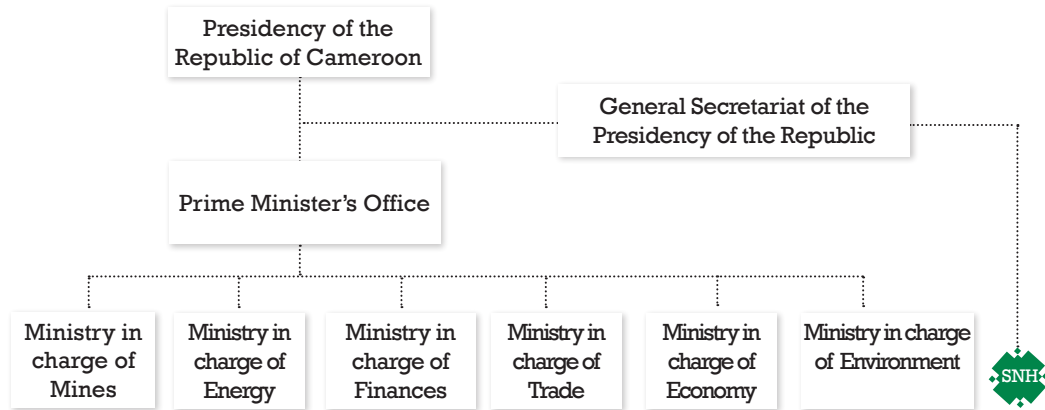 Presidency of the
Republic of Cameroon
General Secretariat of the
Presidency of the Republic
Prime Minister’s Office
Ministry in
charge of
Mines
Ministry in
charge of
Energy
Ministry in
charge of
Finances
Ministry in
charge of
Trade
Ministry in
charge of
Economy
Ministry in charge
of Environment
SNH